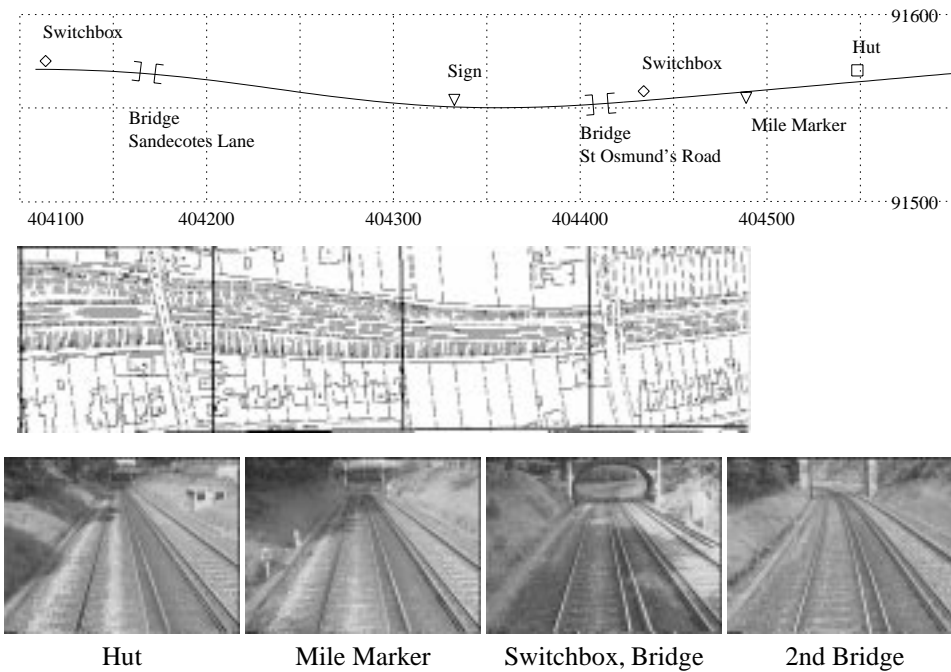 91600
Switchbox
Hut
Sign
Switchbox
Bridge
Sandecotes Lane
Bridge
St Osmund's Road
Mile Marker
91500
404100
404200
404300
404400
404500
Hut
Mile Marker
Switchbox, Bridge
2nd Bridge